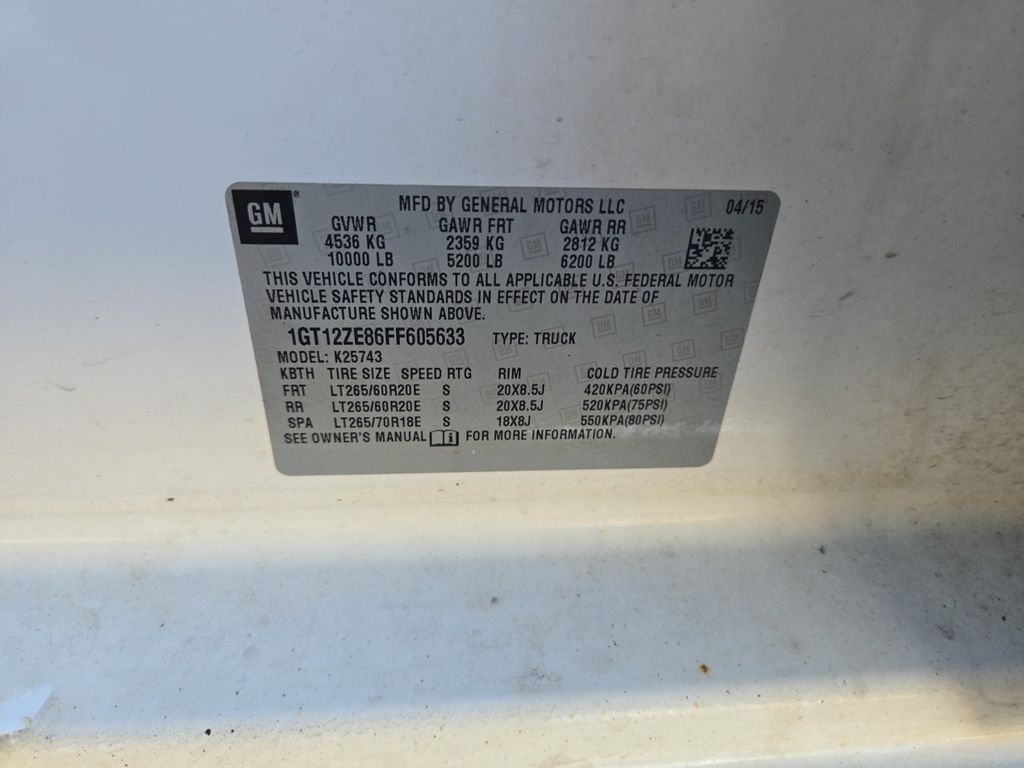 GM ®
MFD BY GENERAL MOTORS LLC 04/15
GVWR GAWR FRT GAWR RR
4536 KG 2359 KG 2812 KG
10000 LB 5200 LB 6200 LB
THIS VEHICLE CONFORMS TO ALL APPLICABLE U.S. FEDERAL MOTOR
VEHICLE SAFETY STANDARDS IN EFFECT ON THE DATE OF
MANUFACTURE SHOWN ABOVE.
1GT12ZE86FF605633 TYPE: TRUCK
MODEL: K25743
KBTH TIRE SIZE SPEED RTG RIM COLD TIRE PRESSURE
FRT LT265/60R20E S 20X8.5J 420KPA(60PSI)
RR LT265/60R20E S 20X8.5J 520KPA(75PSI)
SPA LT265/70R18E S 18X8J 550KPA(80PSI)
SEE OWNER'S MANUAL FOR MORE INFORMATION.